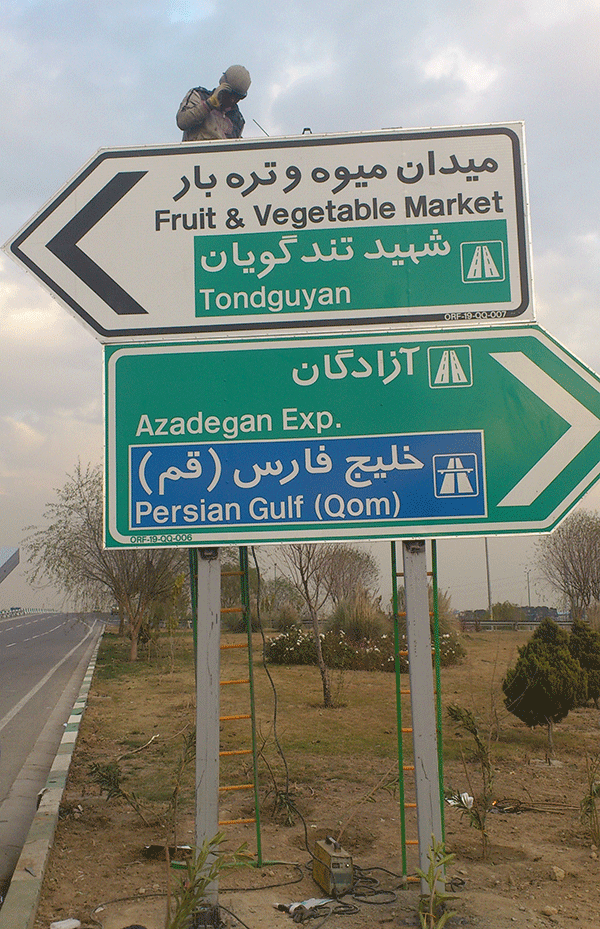 میدان میوه و تره بار
Fruit & Vegetable Market
شهید تندگویان
Tondguyan
ORF-19-QQ-007
آزادگان
Azadegan Exp.
خلیج فارس (قم)
Persian Gulf (Qom)
ORF-19-QQ-006